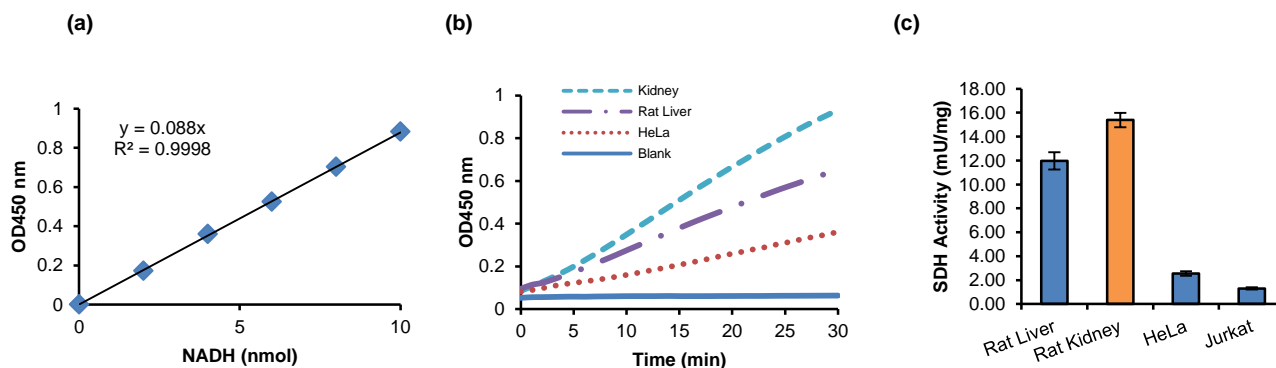 (a)
OD450 nm
1
0.8
0.6
0.4
0.2
0
y = 0.088x
R² = 0.9998
0 5 10
NADH (nmol)
(b)
OD450 nm
1
0.8
0.6
0.4
0.2
0
Kidney
Rat Liver
HeLa
Blank
0 5 10 15 20 25 30
Time (min)
(c)
SDH Activity (mU/mg)
18.00
16.00
14.00
12.00
10.00
8.00
6.00
4.00
2.00
0.00
Rat Liver
Rat Kidney
HeLa
Jurkat